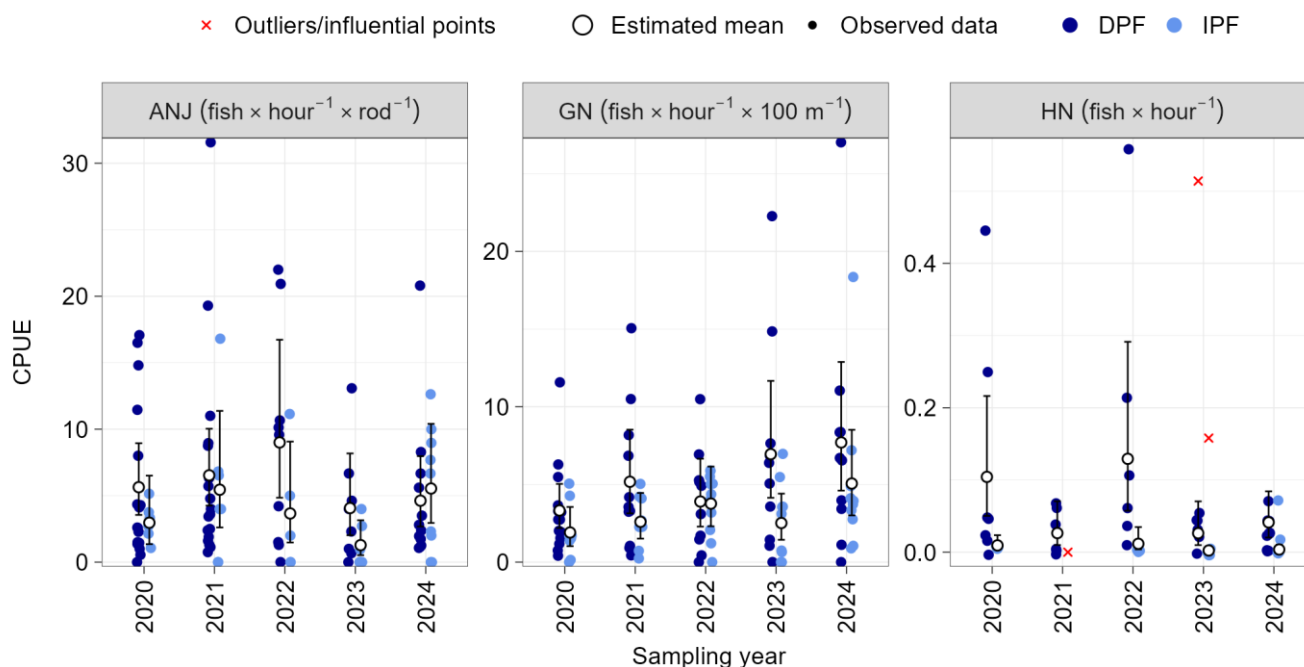 × Outliers/influential points Estimated mean Observed data DPF IPF
ANJ (fish × hour⁻¹ × rod⁻¹)
GN (fish × hour⁻¹ × 100 m⁻¹)
HN (fish × hour⁻¹)
CPUE
30
20
10
0
20
10
0
0.4
0.2
0.0
2020 2021 2022 2023 2024
2020 2021 2022 2023 2024
2020 2021 2022 2023 2024
Sampling year